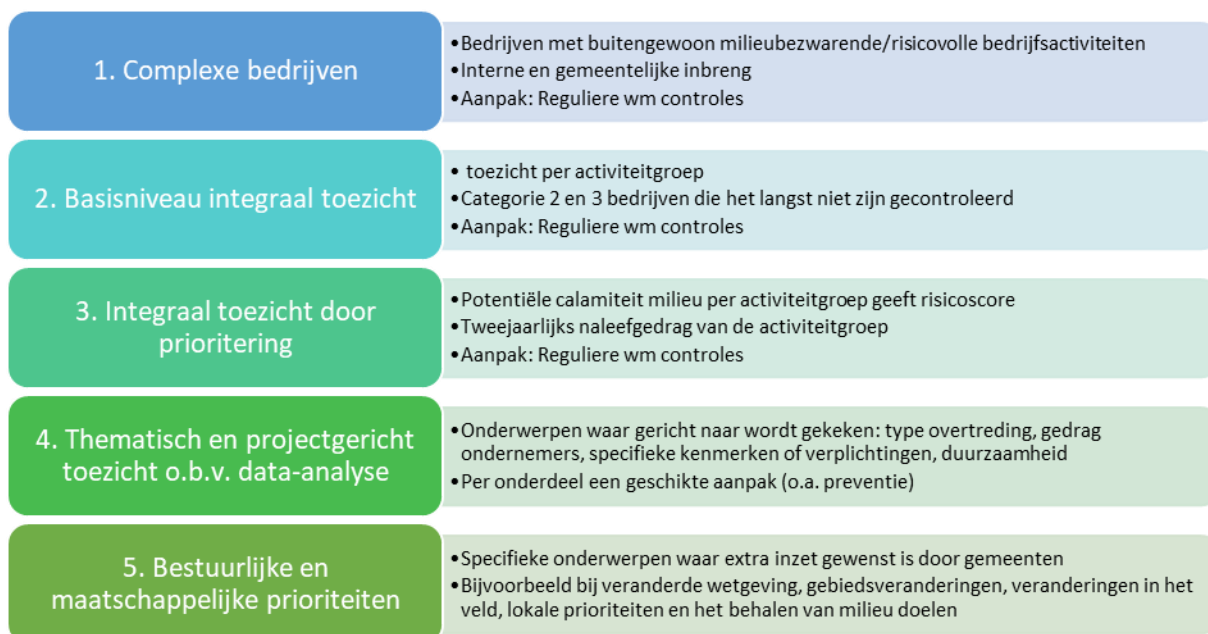 1. Complexe bedrijven
•Bedrijven met buitengewoon milieubezwarende/risicovolle bedrijfsactiviteiten
•Interne en gemeentelijke inbreng
•Aanpak: Reguliere wm controles
2. Basisniveau integraal toezicht
• toezicht per activiteitgroep
•Categorie 2 en 3 bedrijven die het langst niet zijn gecontroleerd
•Aanpak: Reguliere wm controles
3. Integraal toezicht door
prioritering
•Potentiële calamiteit milieu per activiteitgroep geeft risicoscore
•Tweejaarlijks naleefgedrag van de activiteitgroep
•Aanpak: Reguliere wm controles
4. Thematisch en projectgericht
toezicht o.b.v. data-analyse
•Onderwerpen waar gericht naar wordt gekeken: type overtreding, gedrag
ondernemers, specifieke kenmerken of verplichtingen, duurzaamheid
•Per onderdeel een geschikte aanpak (o.a. preventie)
5. Bestuurlijke en
maatschappelijke prioriteiten
•Specifieke onderwerpen waar extra inzet gewenst is door gemeenten
•Bijvoorbeeld bij veranderde wetgeving, gebiedsveranderingen, veranderingen in het
veld, lokale prioriteiten en het behalen van milieu doelen